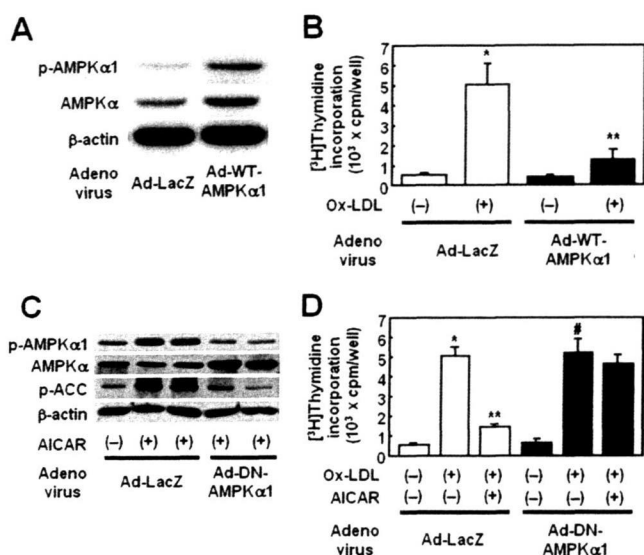 A
p-AMPKα1
AMPKα
β-actin
Adeno virus
Ad-LacZ
Ad-WT-AMPKα1
B
[³H]Thymidine incorporation (10³ x cpm/well)
7
6
5
4
3
2
1
0
*
**
Ox-LDL (–) (+) (–) (+)
Adeno virus
Ad-LacZ
Ad-WT-AMPKα1
C
p-AMPKα1
AMPKα
p-ACC
β-actin
AICAR (–) (+) (+) (+) (+)
Adeno virus
Ad-LacZ
Ad-DN-AMPKα1
D
[³H]Thymidine incorporation (10³ x cpm/well)
7
6
5
4
3
2
1
0
*
**
#
Ox-LDL (–) (+) (+) (–) (+) (+)
AICAR (–) (–) (+) (–) (–) (+)
Adeno virus
Ad-LacZ
Ad-DN-AMPKα1